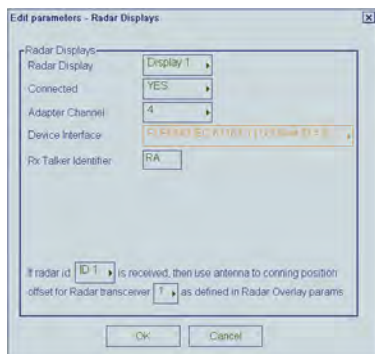 Edit parameters - Radar Displays
Radar Displays
Radar Display Display 1
Connected YES
Adapter Channel 4
Device Interface
Rx Talker Identifier RA
If radar id ID 1 is received, then use antenna to conning position
offset for Radar transceiver 1 as defined in Radar Overlay params
OK Cancel